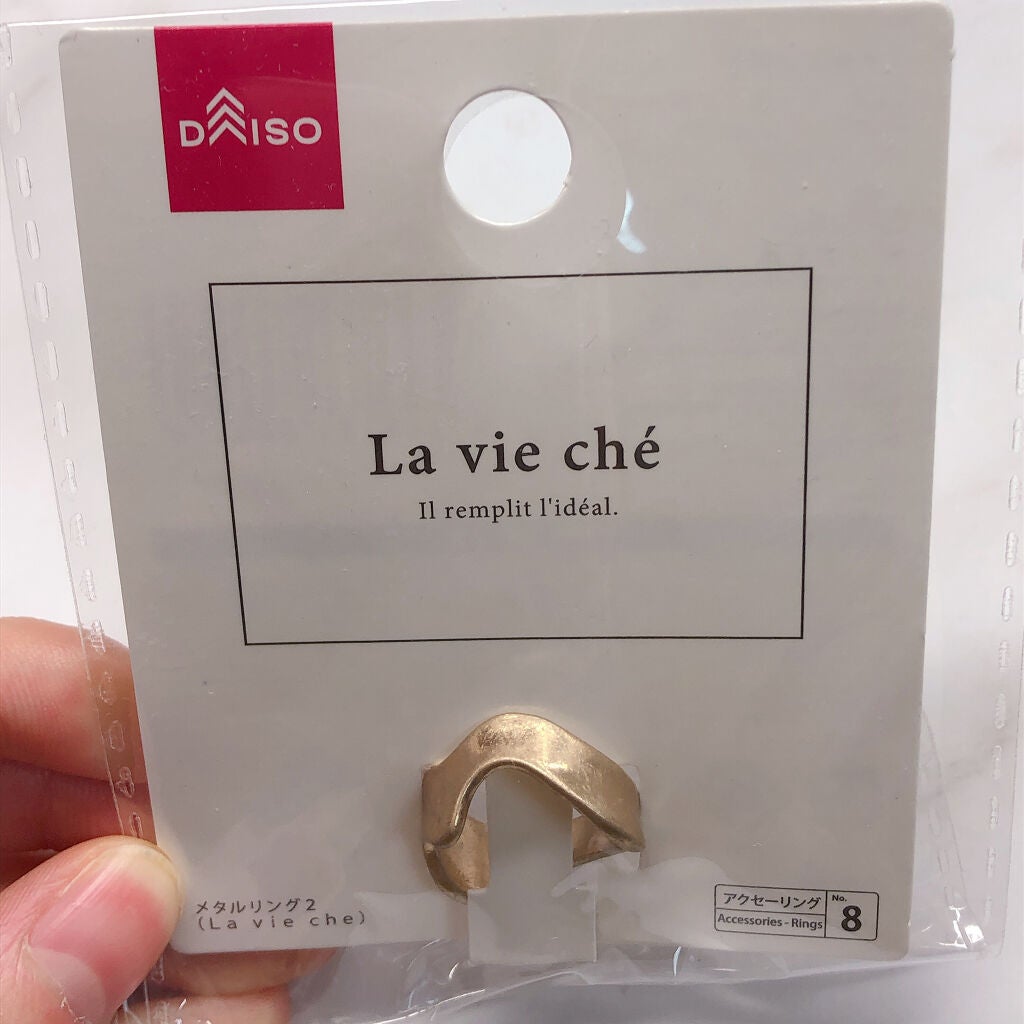 DAISO
La vie ché
Il remplit l'idéal.
メタルリング2
(La vie che)
アクセーリング
Accessories-Rings
No.
8